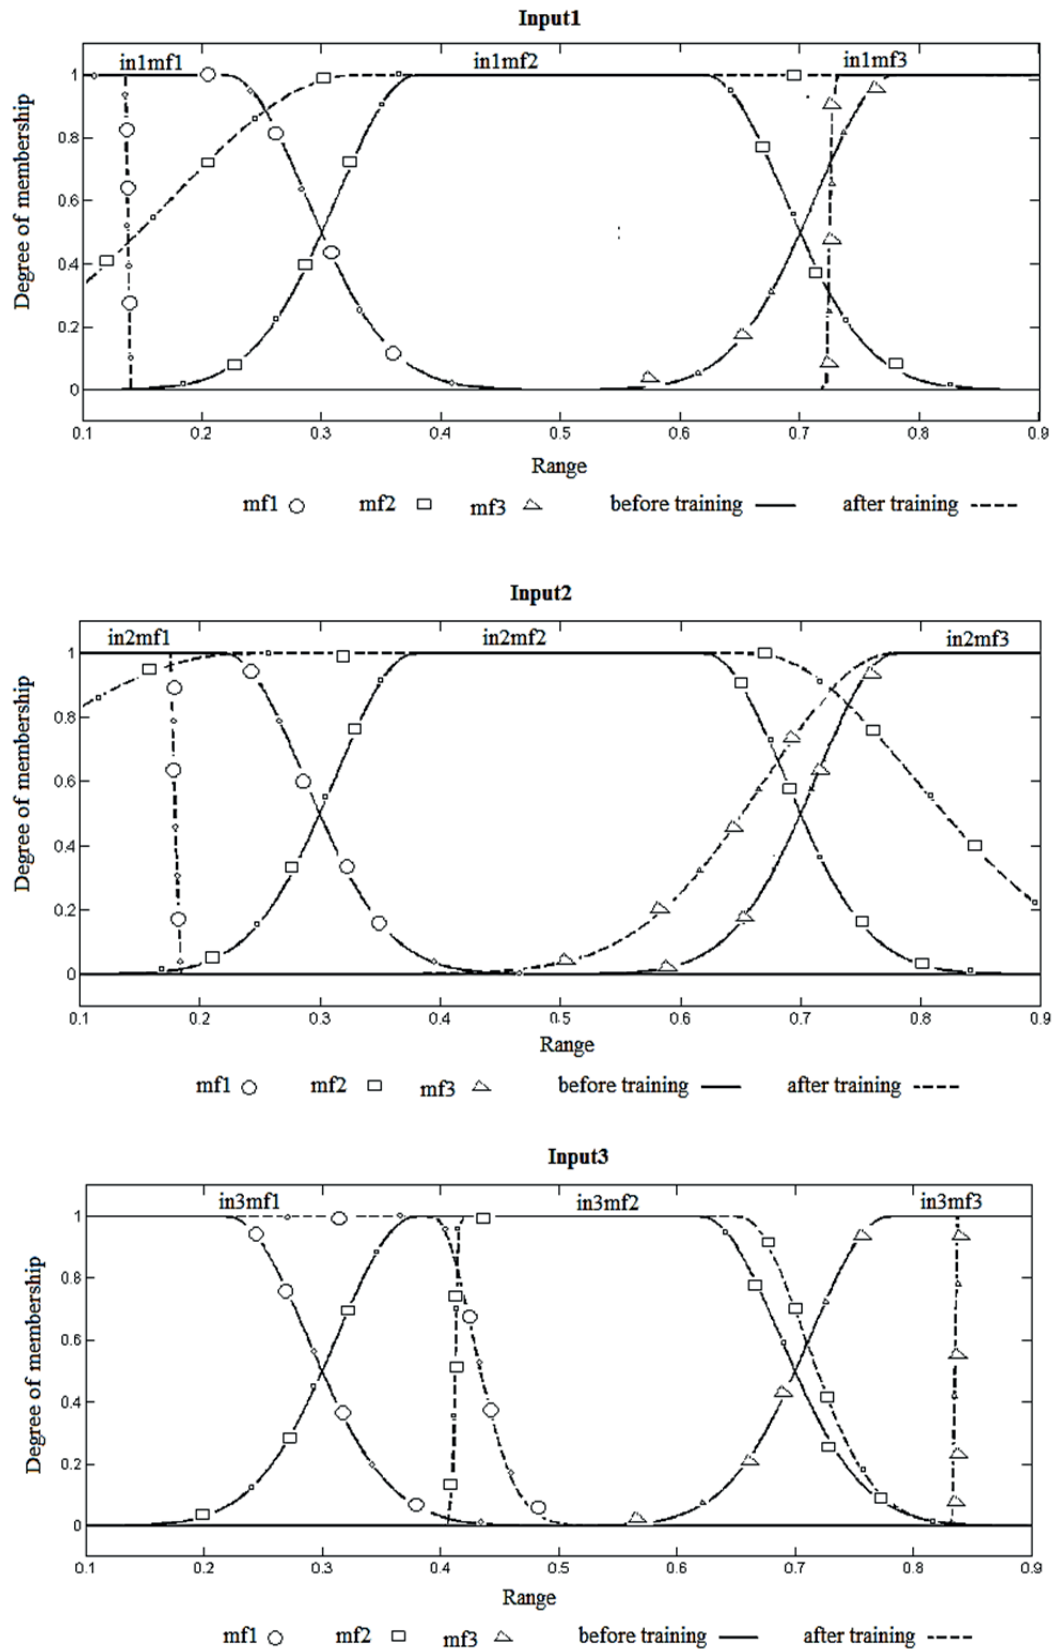 Input1
in1mf1 in1mf2 in1mf3
1
0.8
0.6
0.4
0.2
0
Degree of membership
0.1 0.2 0.3 0.4 0.5 0.6 0.7 0.8 0.9
Range
mf1 mf2 mf3 before training after training
Input2
in2mf1 in2mf2 in2mf3
1
0.8
0.6
0.4
0.2
0
Degree of membership
0.1 0.2 0.3 0.4 0.5 0.6 0.7 0.8 0.9
Range
mf1 mf2 mf3 before training after training
Input3
in3mf1 in3mf2 in3mf3
1
0.8
0.6
0.4
0.2
0
Degree of membership
0.1 0.2 0.3 0.4 0.5 0.6 0.7 0.8 0.9
Range
mf1 mf2 mf3 before training after training